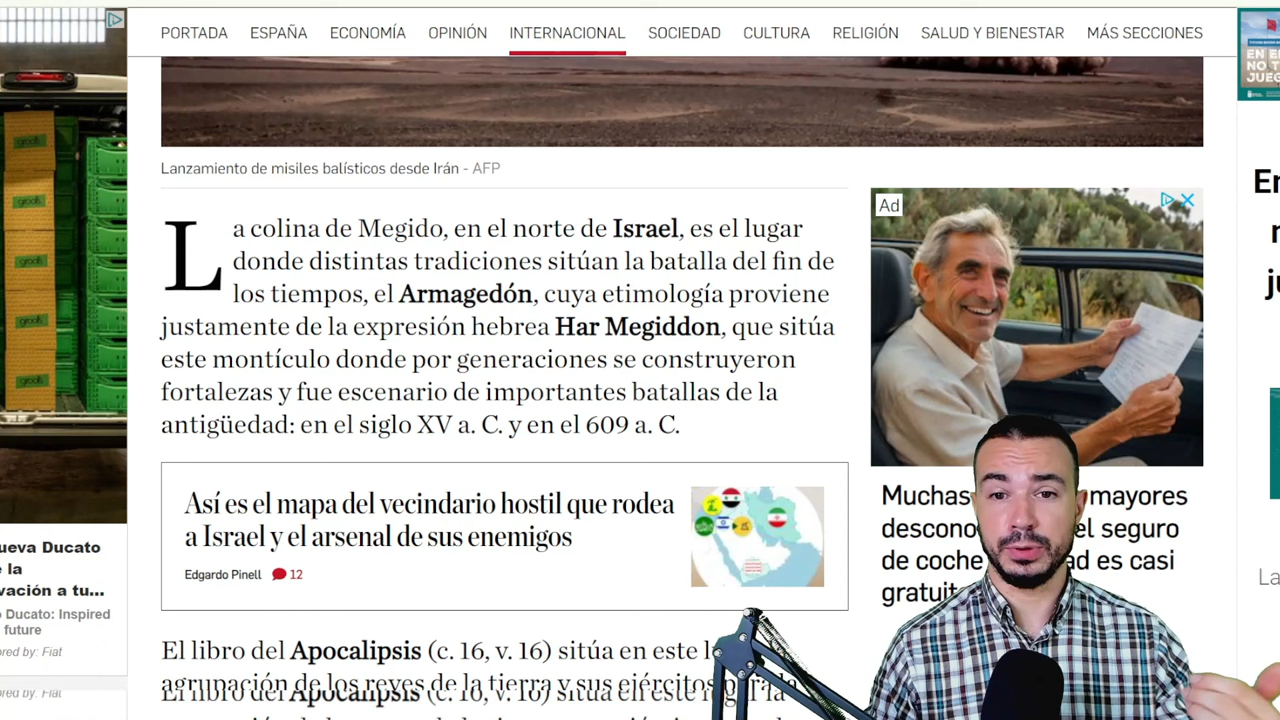 PORTADA ESPAÑA ECONOMÍA OPINIÓN INTERNACIONAL SOCIEDAD CULTURA RELIGIÓN SALUD Y BIENESTAR MÁS SECCIONES
Lanzamiento de misiles balísticos desde Irán - AFP
La colina de Megido, en el norte de Israel, es el lugar
donde distintas tradiciones sitúan la batalla del fin de
los tiempos, el Armagedón, cuya etimología proviene
justamente de la expresión hebrea Har Megiddon, que sitúa
este montículo donde por generaciones se construyeron
fortalezas y fue escenario de importantes batallas de la
antigüedad: en el siglo XV a. C. y en el 609 a. C.
Así es el mapa del vecindario hostil que rodea
a Israel y el arsenal de sus enemigos
Edgardo Pinell 12
El libro del Apocalipsis (c. 16, v. 16) sitúa en este
agrupación de los reyes de la tierra y sus ejércitos
Ad
Muchas mayores
el seguro
de coche es casi
ueva Ducato
e la
vación a tu...
o Ducato: Inspired
future
ored by: Fiat
ored by: Fiat
EN E
NO T
JUEG